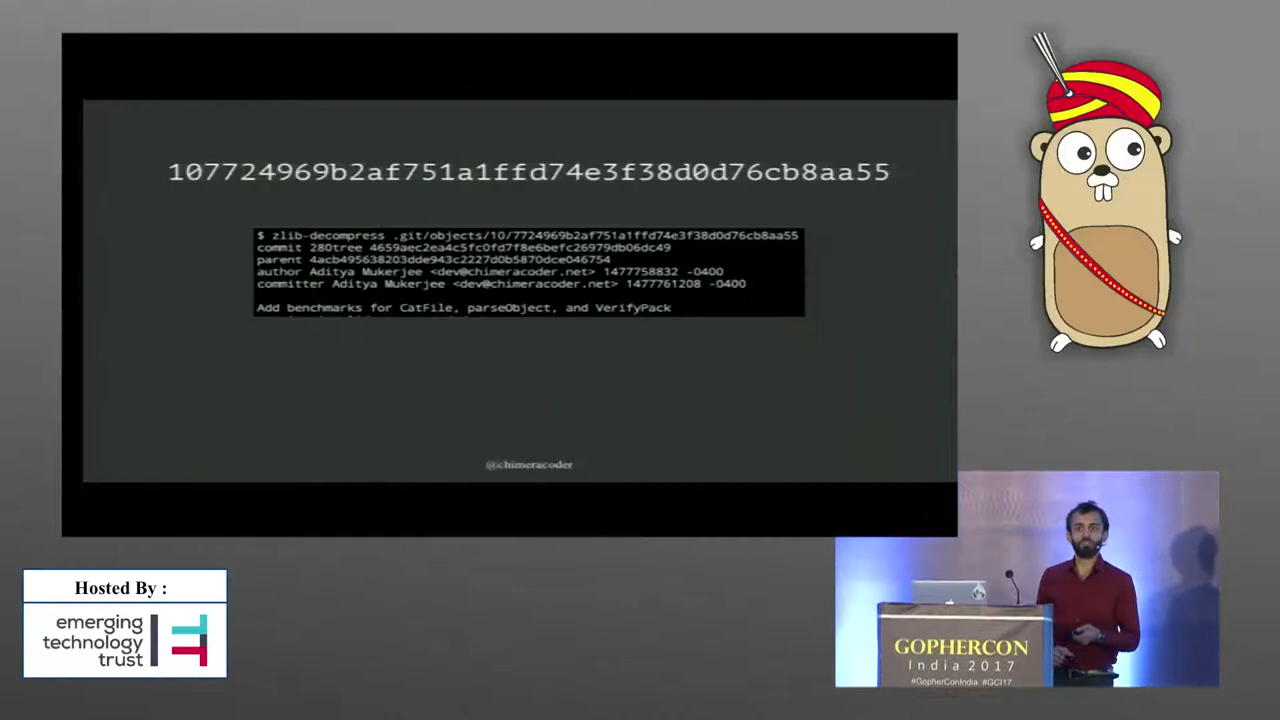 107724969b2af751a1ffd74e3f38d0d76cb8aa55
$ zlib-decompress .git/objects/10/7724969b2af751a1ffd74e3f38d0d76cb8aa55
commit 280tree 4659aec2ea4c5fc0fd7f8e6befc26979db06dc49
parent 4acb495638203dde943c2227d0b5870dce046754
author Aditya Mukerjee <dev@chimeracoder.net> 1477758832 -0400
committer Aditya Mukerjee <dev@chimeracoder.net> 1477761208 -0400
Add benchmarks for CatFile, parseObject, and VerifyPack
@chimeracoder
Hosted By :
emerging
technology
trust
GOPHERCON
India 2017
#GopherConIndia #GCI17